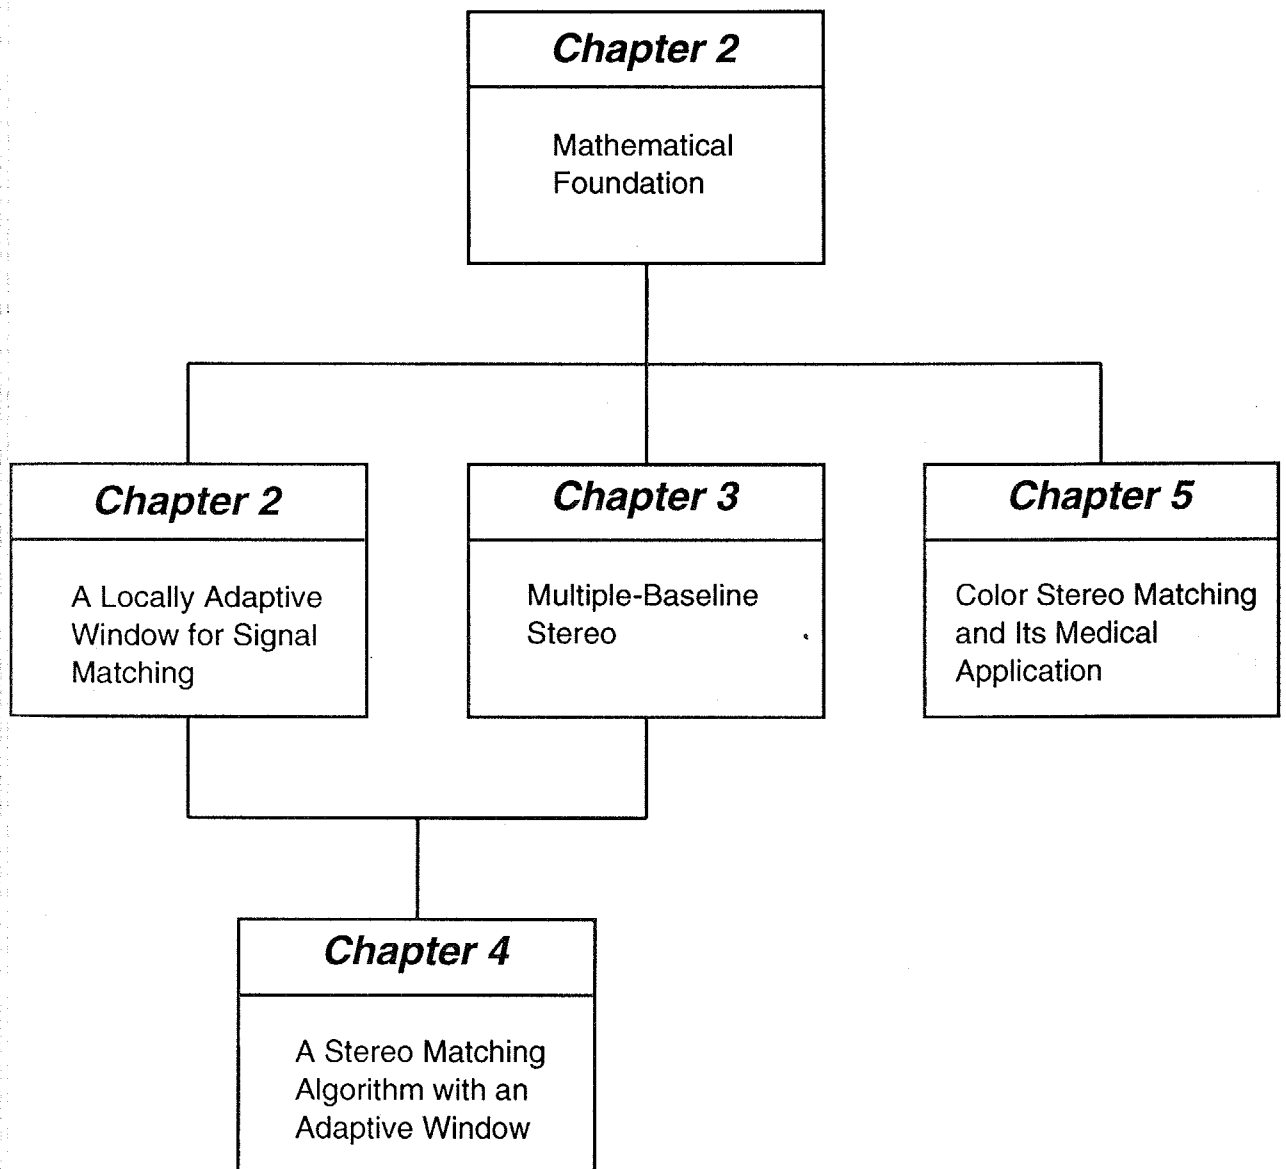 Chapter 2
Mathematical
Foundation
Chapter 2
A Locally Adaptive
Window for Signal
Matching
Chapter 3
Multiple-Baseline
Stereo
Chapter 5
Color Stereo Matching
and Its Medical
Application
Chapter 4
A Stereo Matching
Algorithm with an
Adaptive Window